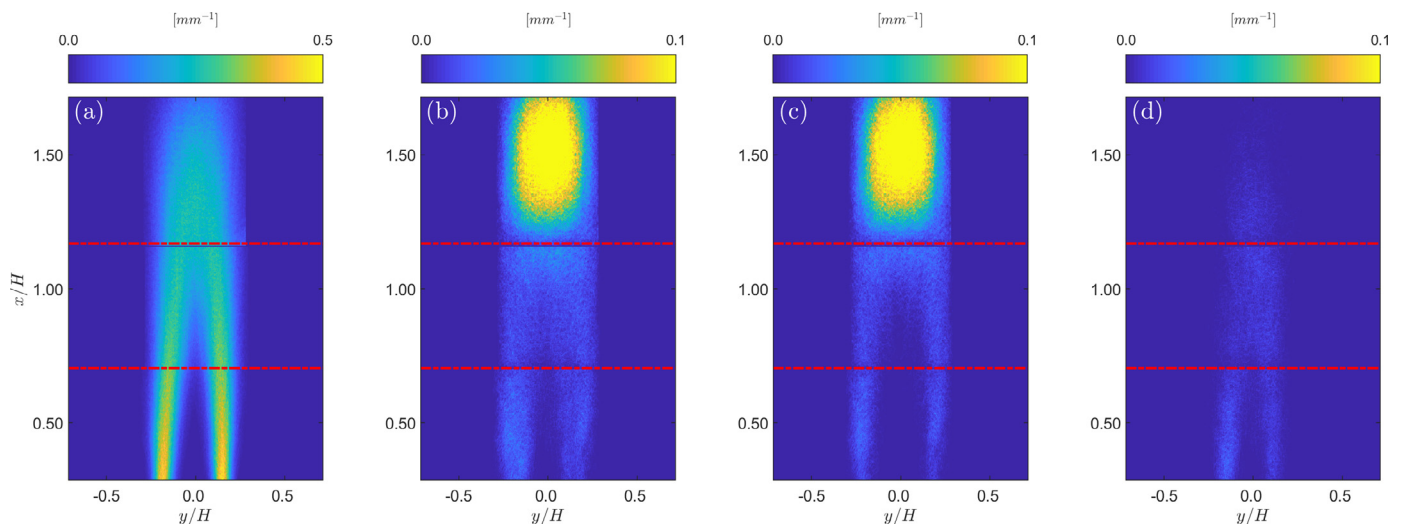 [mm⁻¹] [mm⁻¹] [mm⁻¹] [mm⁻¹]
0.0 0.5 0.0 0.1 0.0 0.1 0.0 0.1
(a) (b) (c) (d)
1.50 1.50 1.50 1.50
x/H
1.00 1.00 1.00 1.00
0.50 0.50 0.50 0.50
-0.5 0.0 0.5 -0.5 0.0 0.5 -0.5 0.0 0.5 -0.5 0.0 0.5
y/H y/H y/H y/H